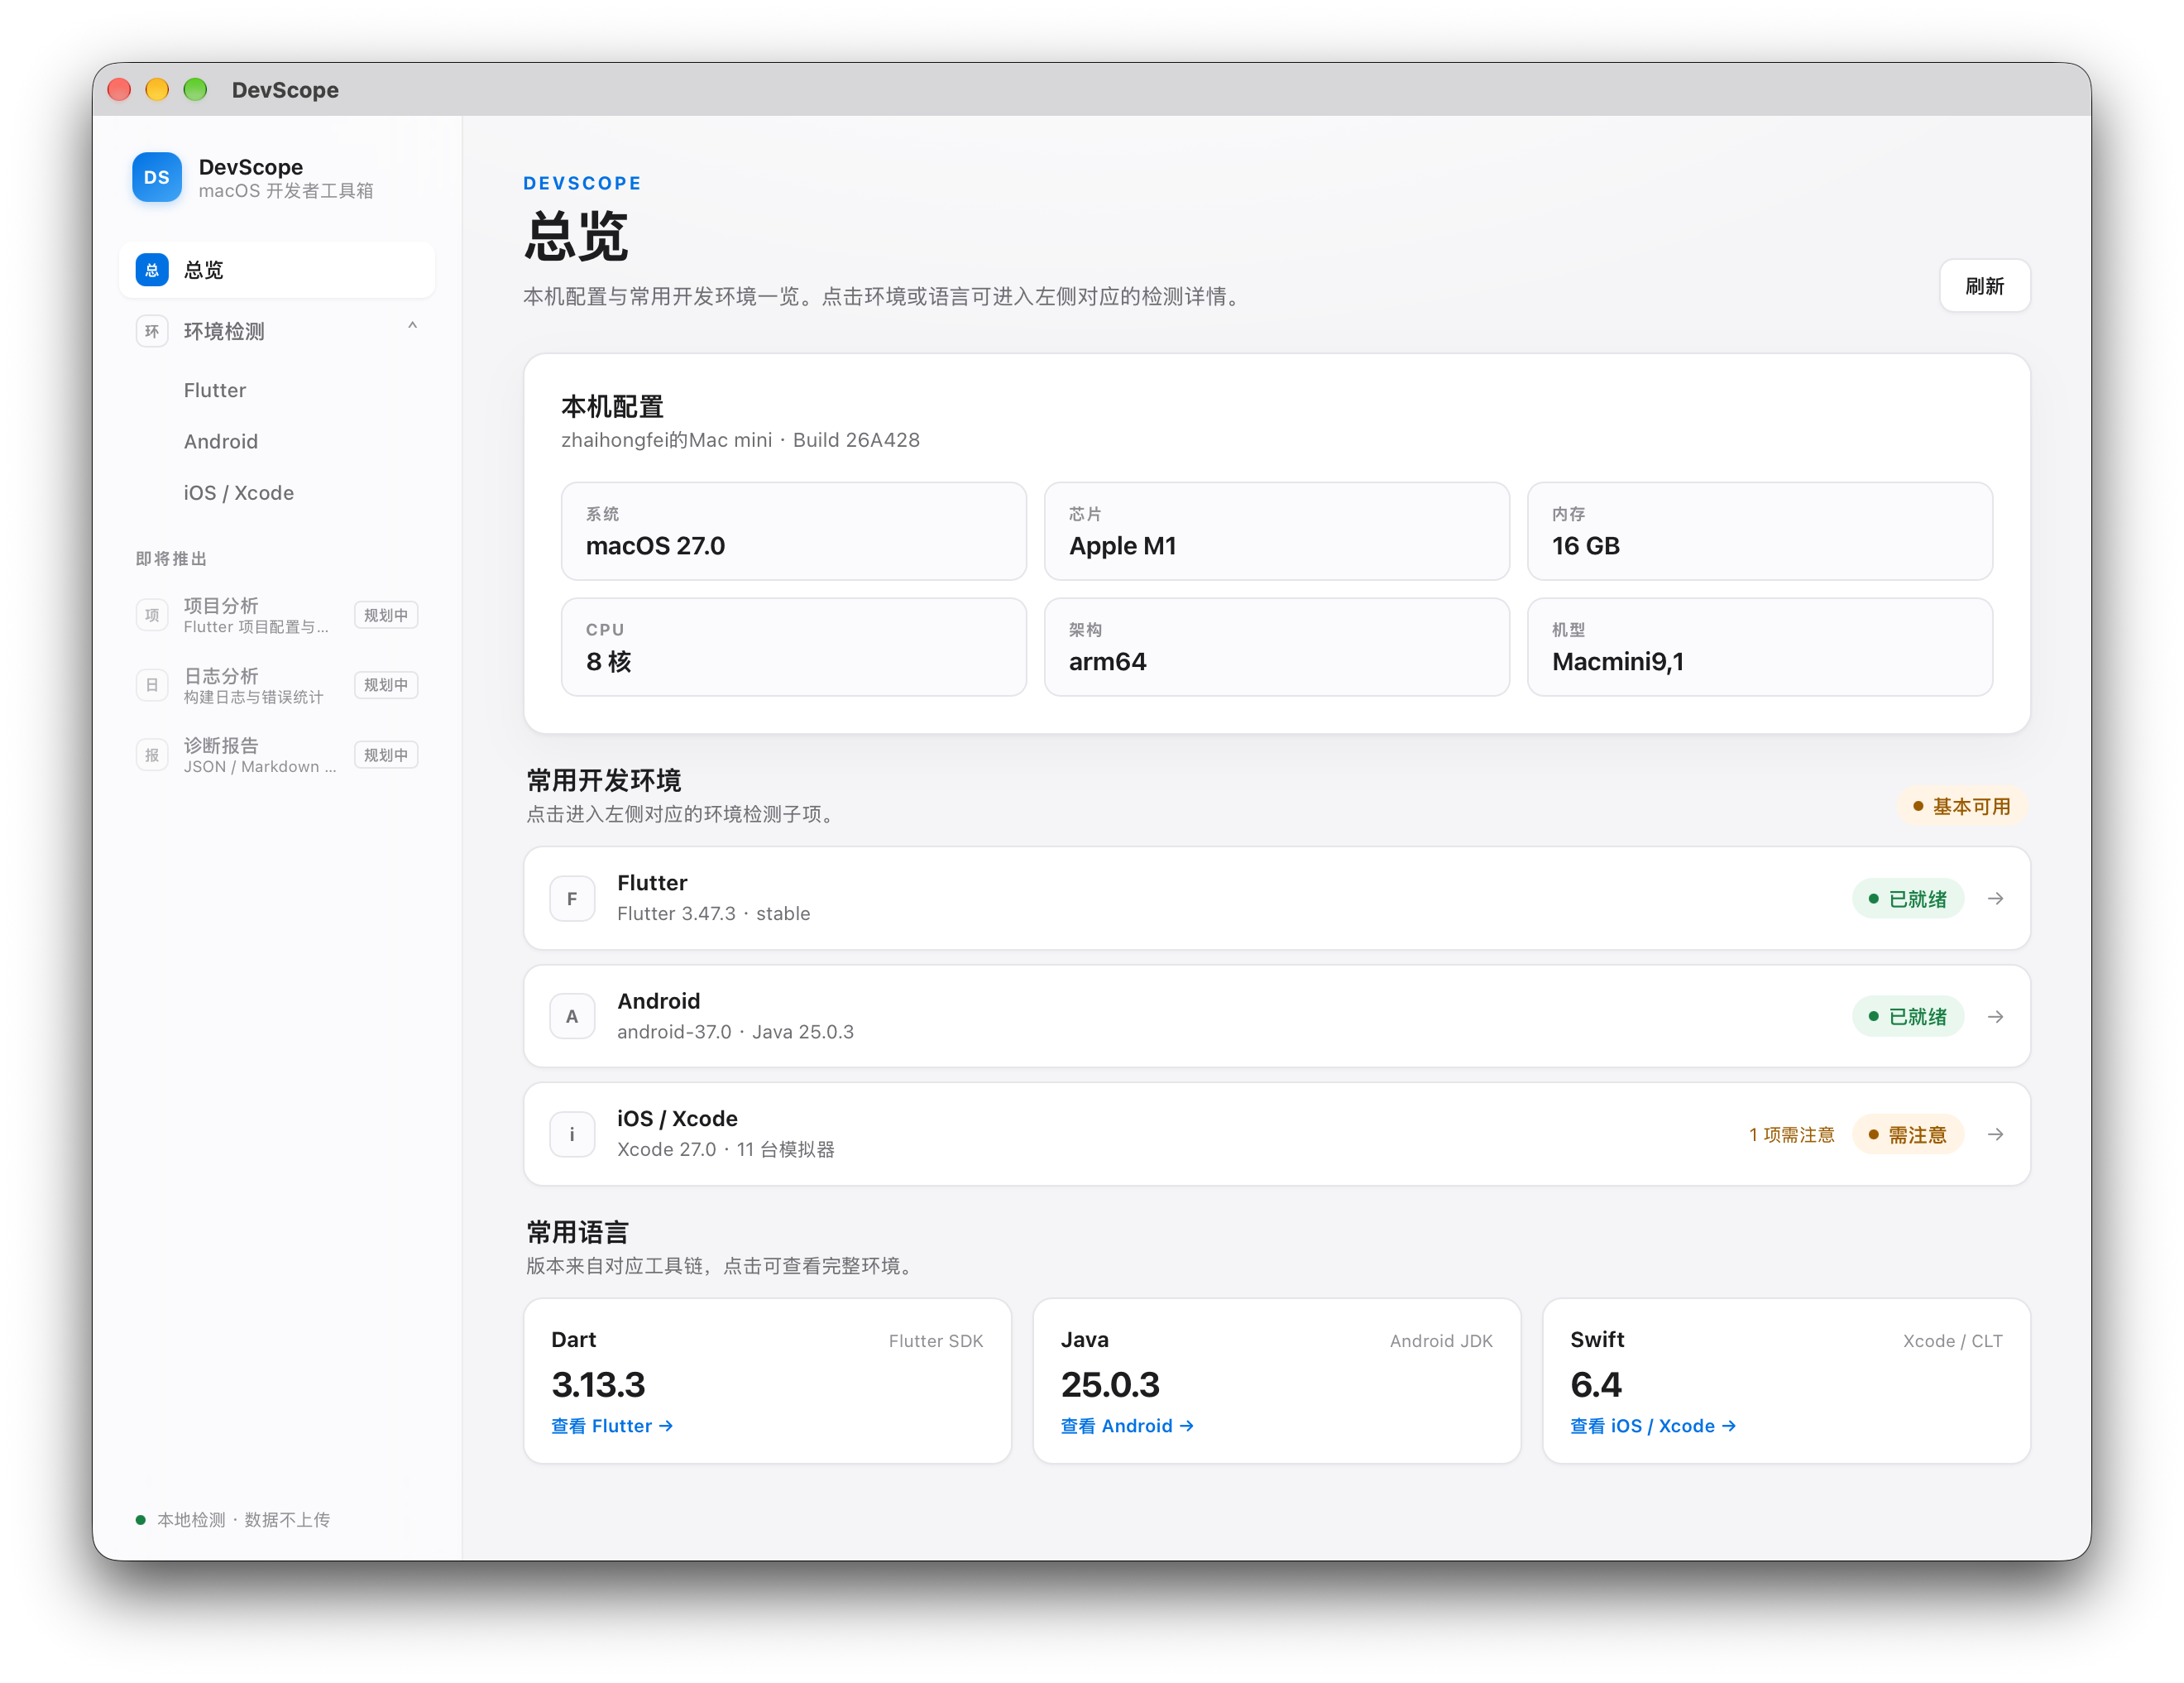 DevScope
DS
DevScope
macOS 开发者工具箱
总 总览
环 环境检测
Flutter
Android
iOS / Xcode
即将推出
项 项目分析 规划中
Flutter 项目配置与...
日 日志分析 规划中
构建日志与错误统计
报 诊断报告 规划中
JSON / Markdown ...
本地检测 · 数据不上传
DEVSCOPE
总览
本机配置与常用开发环境一览。点击环境或语言可进入左侧对应的检测详情。
刷新
本机配置
zhaihongfei的Mac mini · Build 26A428
系统
macOS 27.0
芯片
Apple M1
内存
16 GB
CPU
8 核
架构
arm64
机型
Macmini9,1
常用开发环境
点击进入左侧对应的环境检测子项。
基本可用
F
Flutter
Flutter 3.47.3 · stable
已就绪 →
A
Android
android-37.0 · Java 25.0.3
已就绪 →
i
iOS / Xcode
Xcode 27.0 · 11 台模拟器
1 项需注意 需注意 →
常用语言
版本来自对应工具链，点击可查看完整环境。
Dart Flutter SDK
3.13.3
查看 Flutter →
Java Android JDK
25.0.3
查看 Android →
Swift Xcode / CLT
6.4
查看 iOS / Xcode →